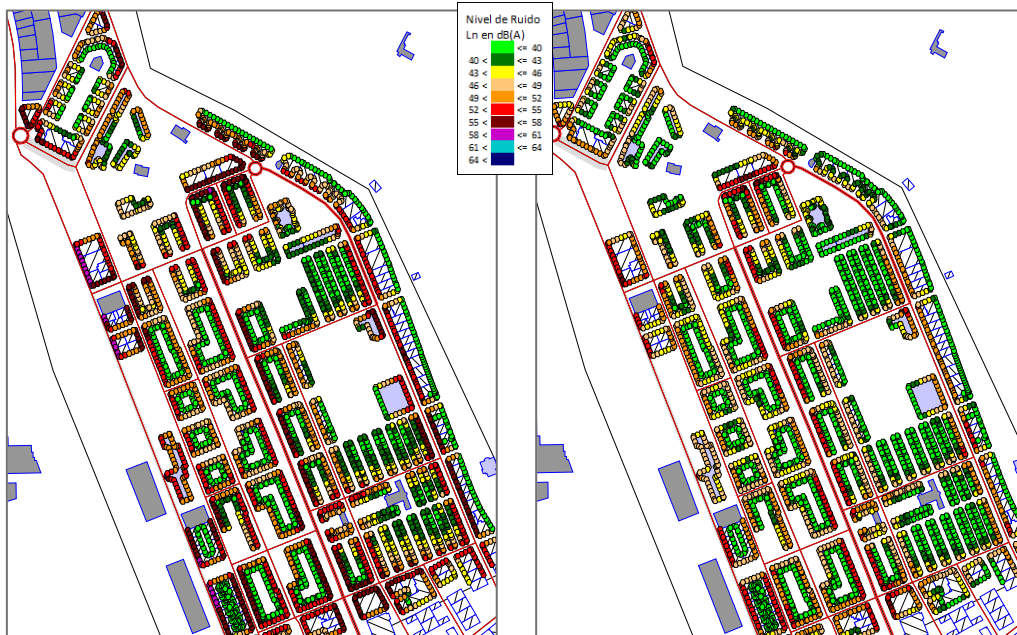 Nivel de Ruido
Ln en dB(A)
<= 40
40 < <= 43
43 < <= 46
46 < <= 49
49 < <= 52
52 < <= 55
55 < <= 58
58 < <= 61
61 < <= 64
64 <